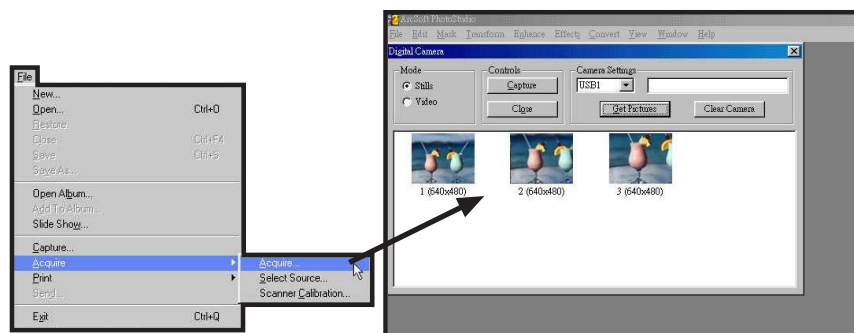 File
New...
Open... Ctrl+O
Restore
Close Ctrl+F4
Save Ctrl+S
Save As...
Open Album...
Add To Album...
Slide Show...
Capture...
Acquire
Print
Send...
Exit Ctrl+Q
Acquire...
Select Source...
Scanner Calibration...
ArcSoft PhotoStudio
File Edit Mask Transform Enhance Effects Convert View Window Help
Digital Camera
Mode Controls Camera Settings
Stills Capture USB1
Video Close Get Pictures Clear Camera
1 (640x480) 2 (640x480) 3 (640x480)